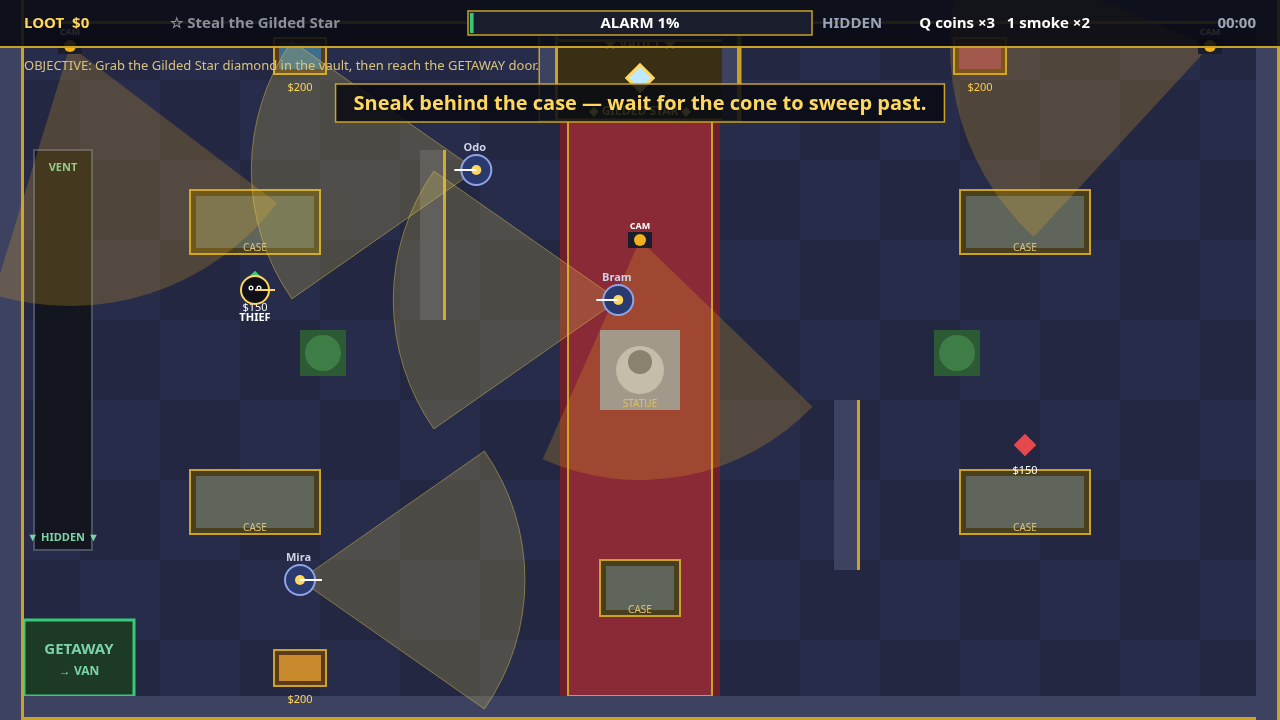 LOOT $0
☆ Steal the Gilded Star
ALARM 1%
HIDDEN
Q coins ×3 1 smoke ×2
00:00
CAM
CAM
OBJECTIVE: Grab the Gilded Star diamond in the vault, then reach the GETAWAY door.
$200
$200
Sneak behind the case — wait for the cone to sweep past.
◆ GILDED STAR ◆
Odo
VENT
CAM
CASE
CASE
Bram
$150
THIEF
STATUE
$150
CASE
CASE
▼ HIDDEN ▼
Mira
CASE
GETAWAY
→ VAN
$200